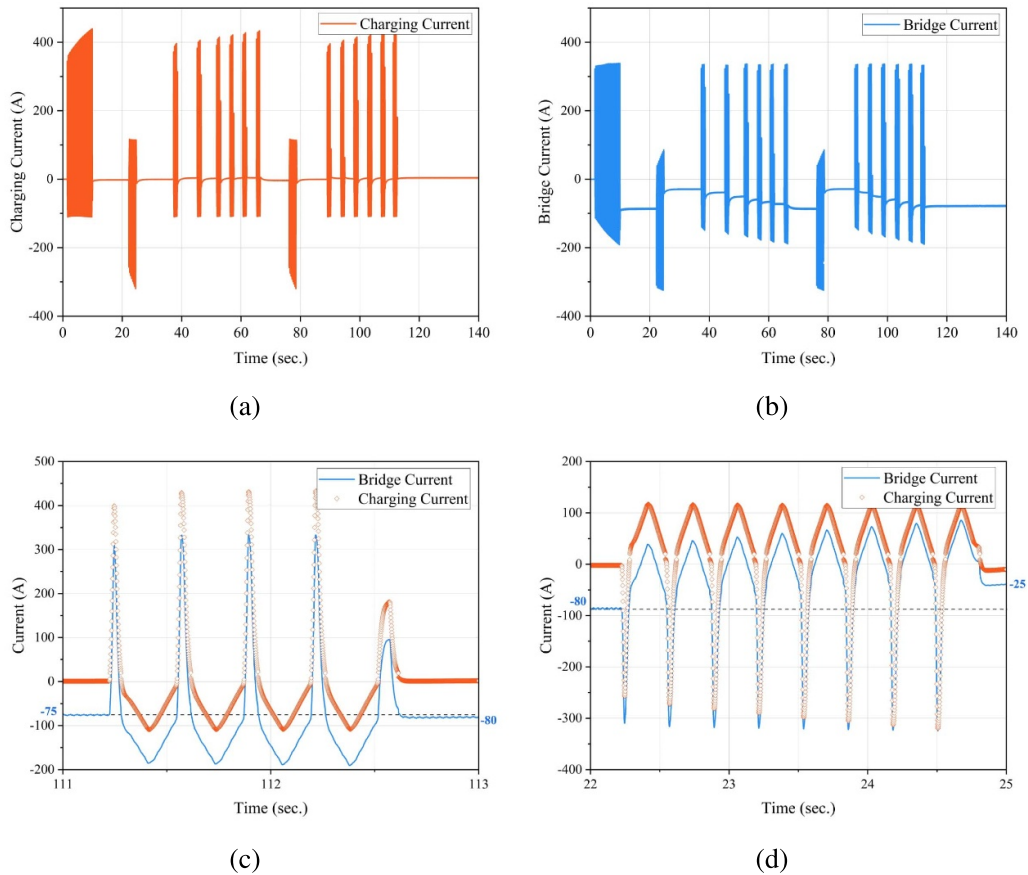 Charging Current
400
200
0
-200
-400
Charging Current (A)
0 20 40 60 80 100 120 140
Time (sec.)
(a)
Bridge Current
400
200
0
-200
-400
Bridge Current (A)
0 20 40 60 80 100 120 140
Time (sec.)
(b)
Bridge Current
Charging Current
500
400
300
200
100
0
-100
-200
-75
-80
Current (A)
111 112 113
Time (sec.)
(c)
Bridge Current
Charging Current
200
100
0
-100
-200
-300
-400
-80
-25
Current (A)
22 23 24 25
Time (sec.)
(d)